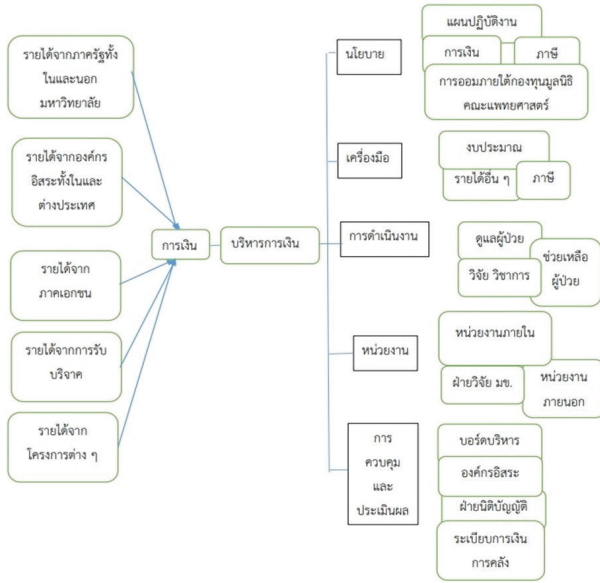 รายได้จากภาครัฐทั้ง
ในและนอก
มหาวิทยาลัย
รายได้จากองค์กร
อิสระทั้งในและ
ต่างประเทศ
รายได้จาก
ภาคเอกชน
รายได้จากการรับ
บริจาค
รายได้จาก
โครงการต่าง ๆ
การเงิน
บริหารการเงิน
นโยบาย
แผนปฏิบัติงาน
การเงิน
ภาษี
การออมภายใต้กองทุนมูลนิธิ
คณะแพทยศาสตร์
เครื่องมือ
งบประมาณ
รายได้อื่น ๆ
ภาษี
การดำเนินงาน
ดูแลผู้ป่วย
ช่วยเหลือ
ผู้ป่วย
วิจัย วิชาการ
หน่วยงาน
หน่วยงานภายใน
ฝ่ายวิจัย มข.
หน่วยงาน
ภายนอก
การ
ควบคุม
และ
ประเมินผล
บอร์ดบริหาร
องค์กรอิสระ
ฝ่ายนิติบัญญัติ
ระเบียบการเงิน
การคลัง